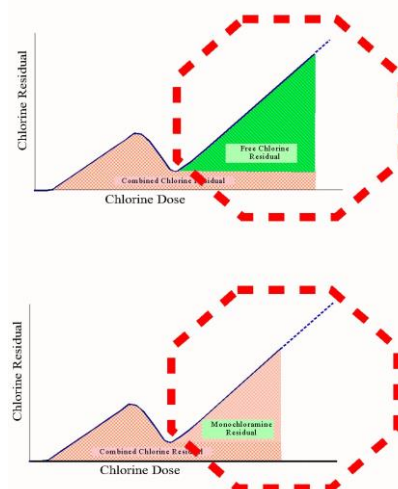 Chlorine Residual
Free Chlorine
Residual
Combined Chlorine Residual
Chlorine Dose
Chlorine Residual
Monochloramine
Residual
Combined Chlorine Residual
Chlorine Dose